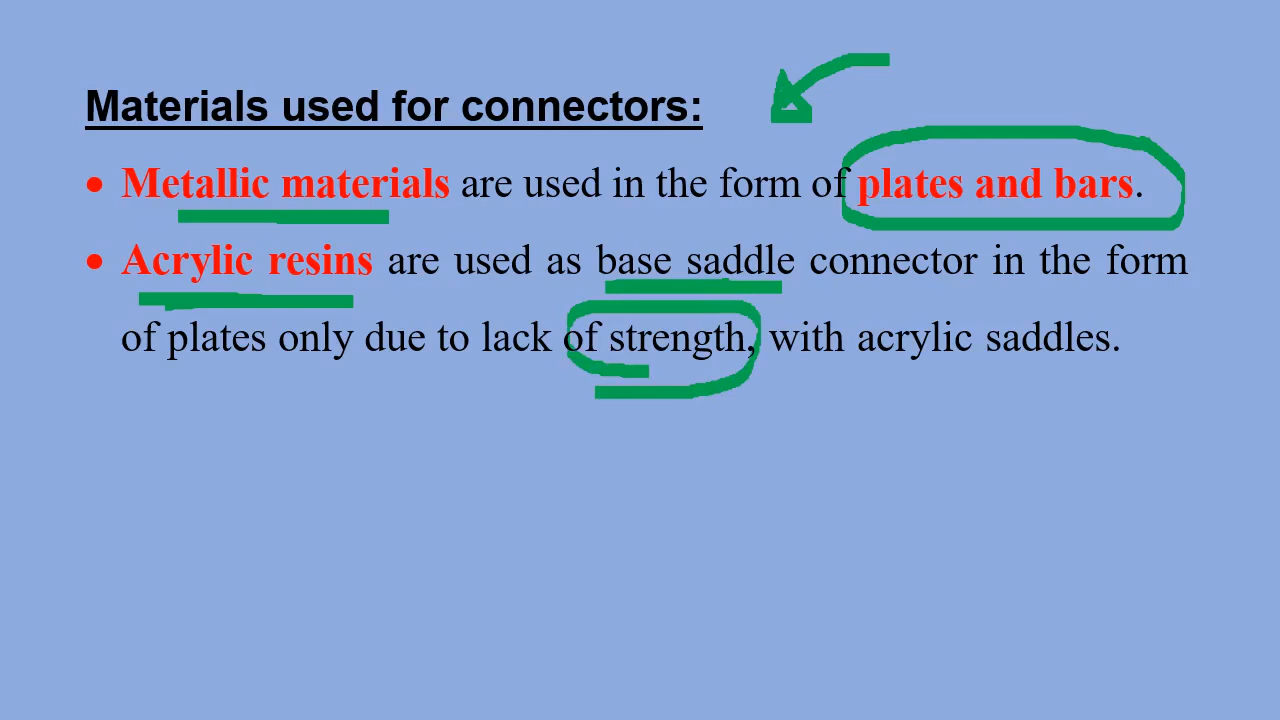 Materials used for connectors:
• Metallic materials are used in the form of plates and bars.
• Acrylic resins are used as base saddle connector in the form
of plates only due to lack of strength, with acrylic saddles.